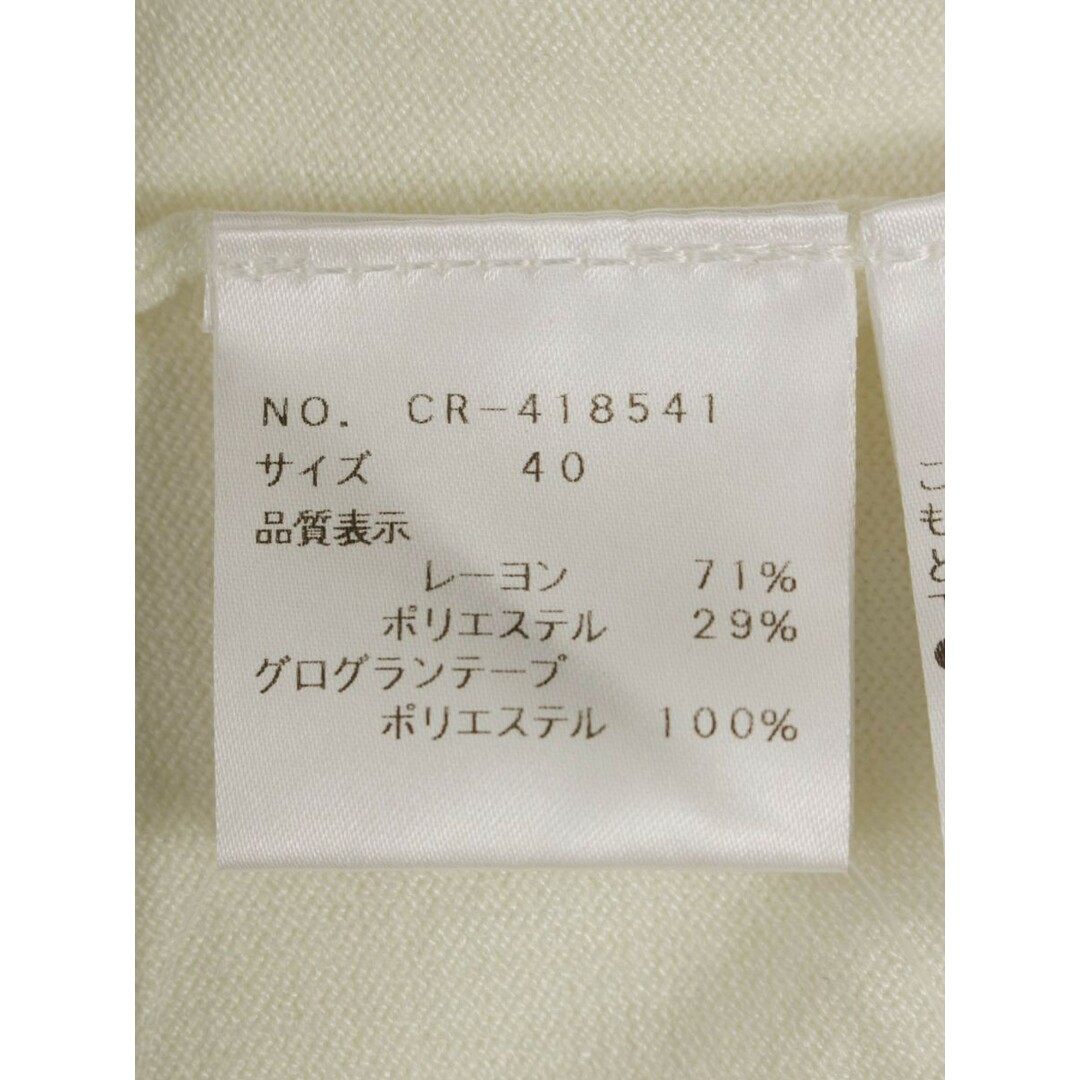 NO. CR-418541
サイズ 40
品質表示
レーヨン 71%
ポリエステル 29%
グログランテープ
ポリエステル 100%